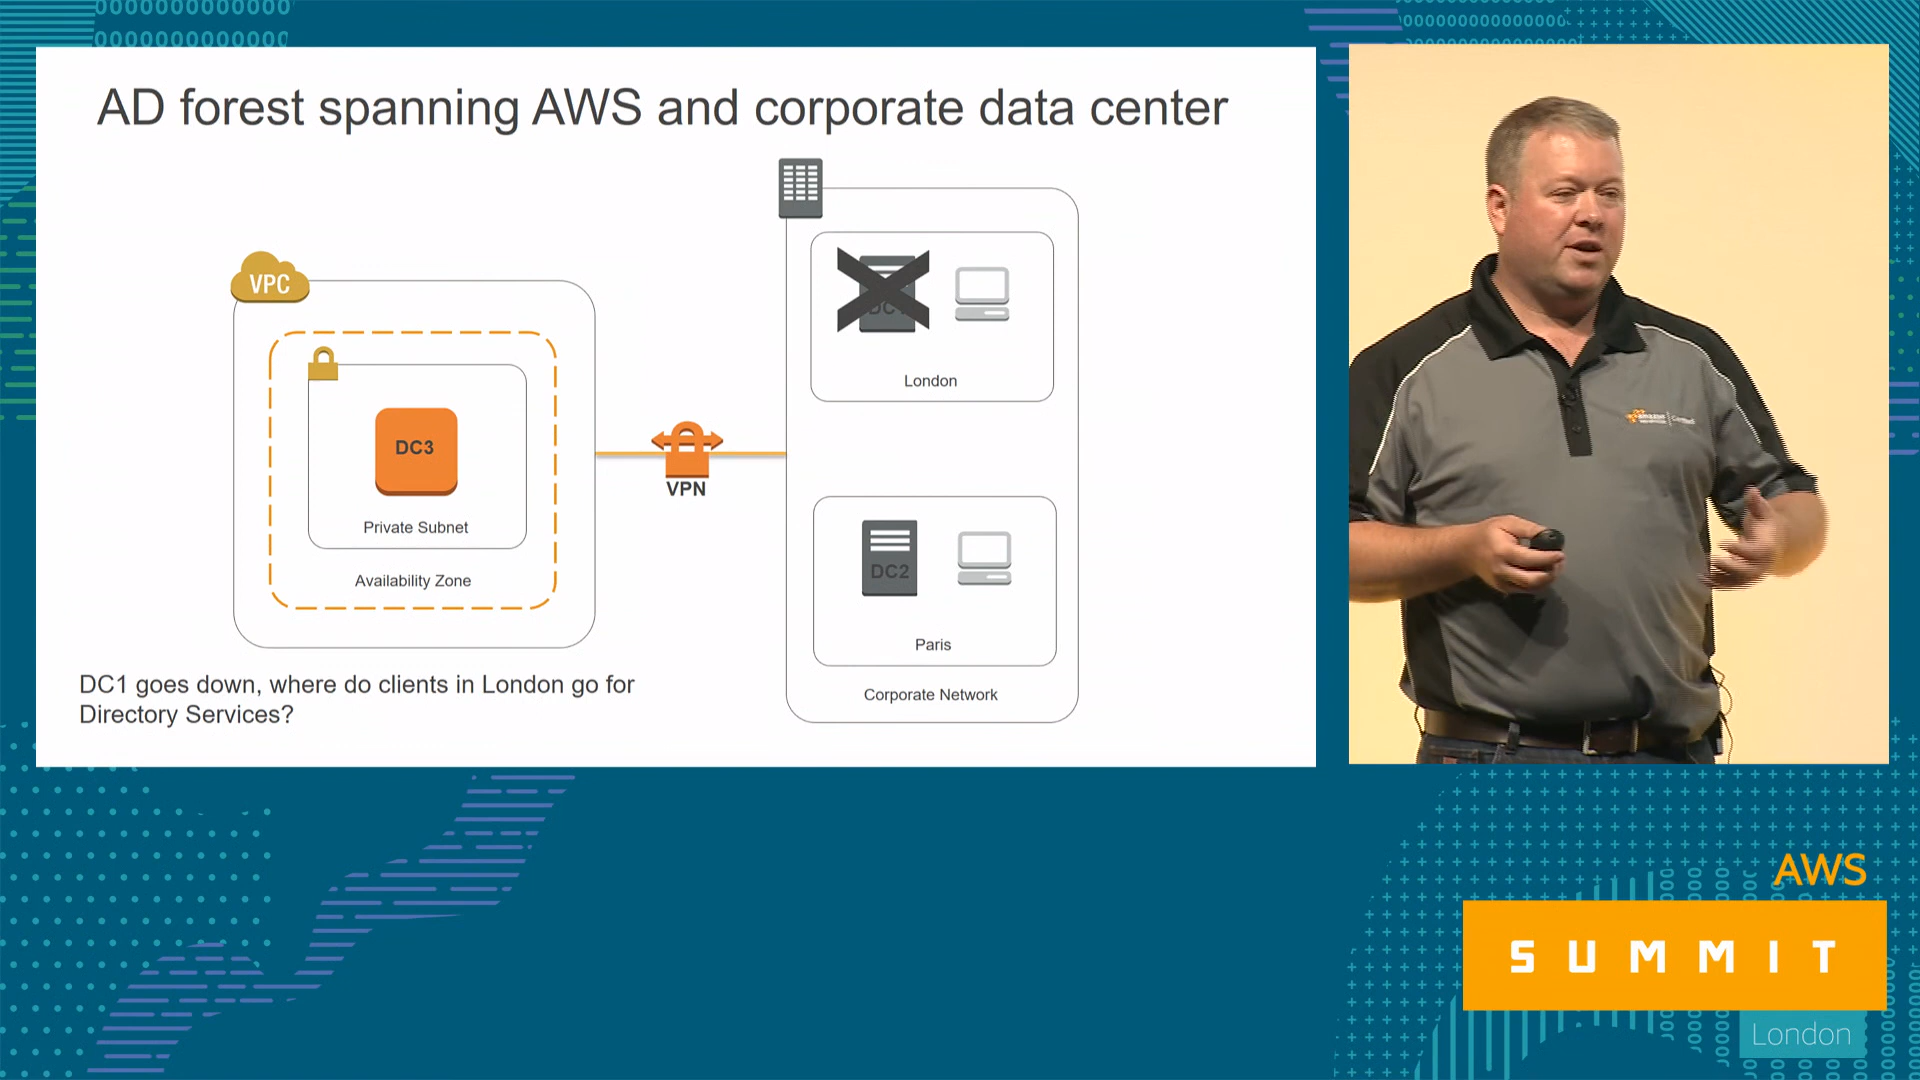 AD forest spanning AWS and corporate data center
VPC
DC3
Private Subnet
Availability Zone
VPN
London
DC2
Paris
Corporate Network
DC1 goes down, where do clients in London go for
Directory Services?
AWS
SUMMIT
London